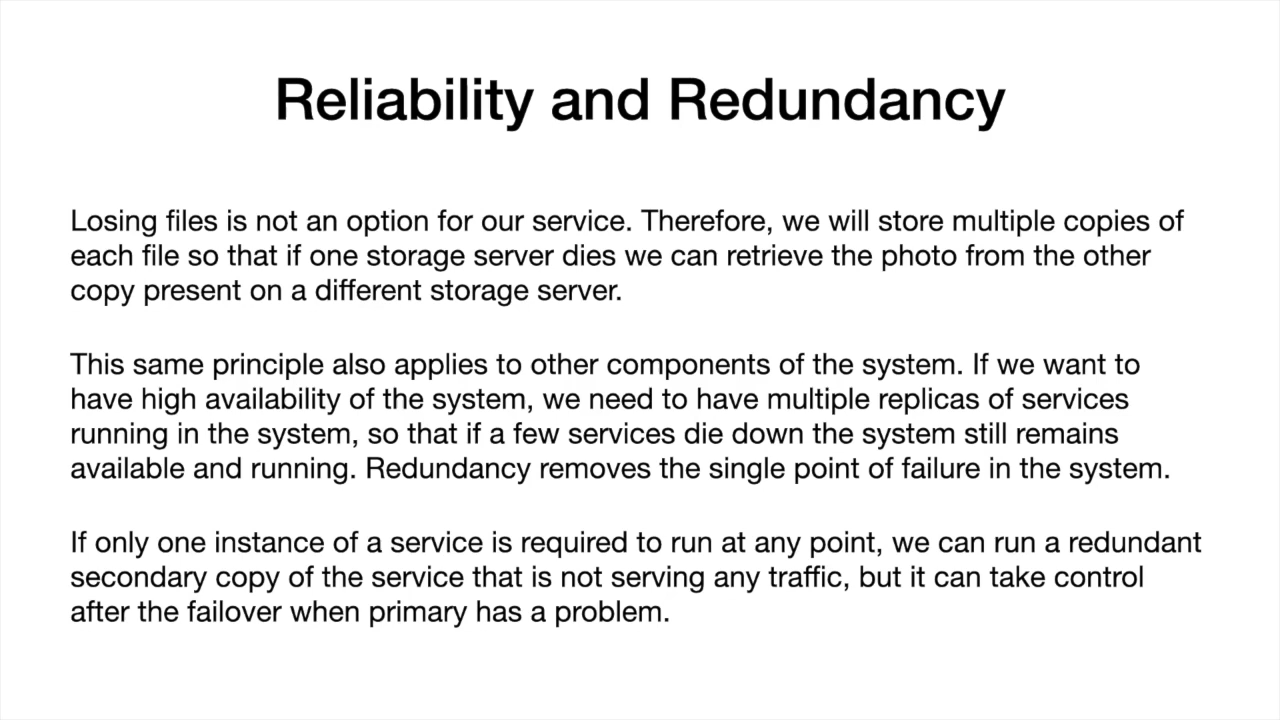 Reliability and Redundancy
Losing files is not an option for our service. Therefore, we will store multiple copies of
each file so that if one storage server dies we can retrieve the photo from the other
copy present on a different storage server.
This same principle also applies to other components of the system. If we want to
have high availability of the system, we need to have multiple replicas of services
running in the system, so that if a few services die down the system still remains
available and running. Redundancy removes the single point of failure in the system.
If only one instance of a service is required to run at any point, we can run a redundant
secondary copy of the service that is not serving any traffic, but it can take control
after the failover when primary has a problem.